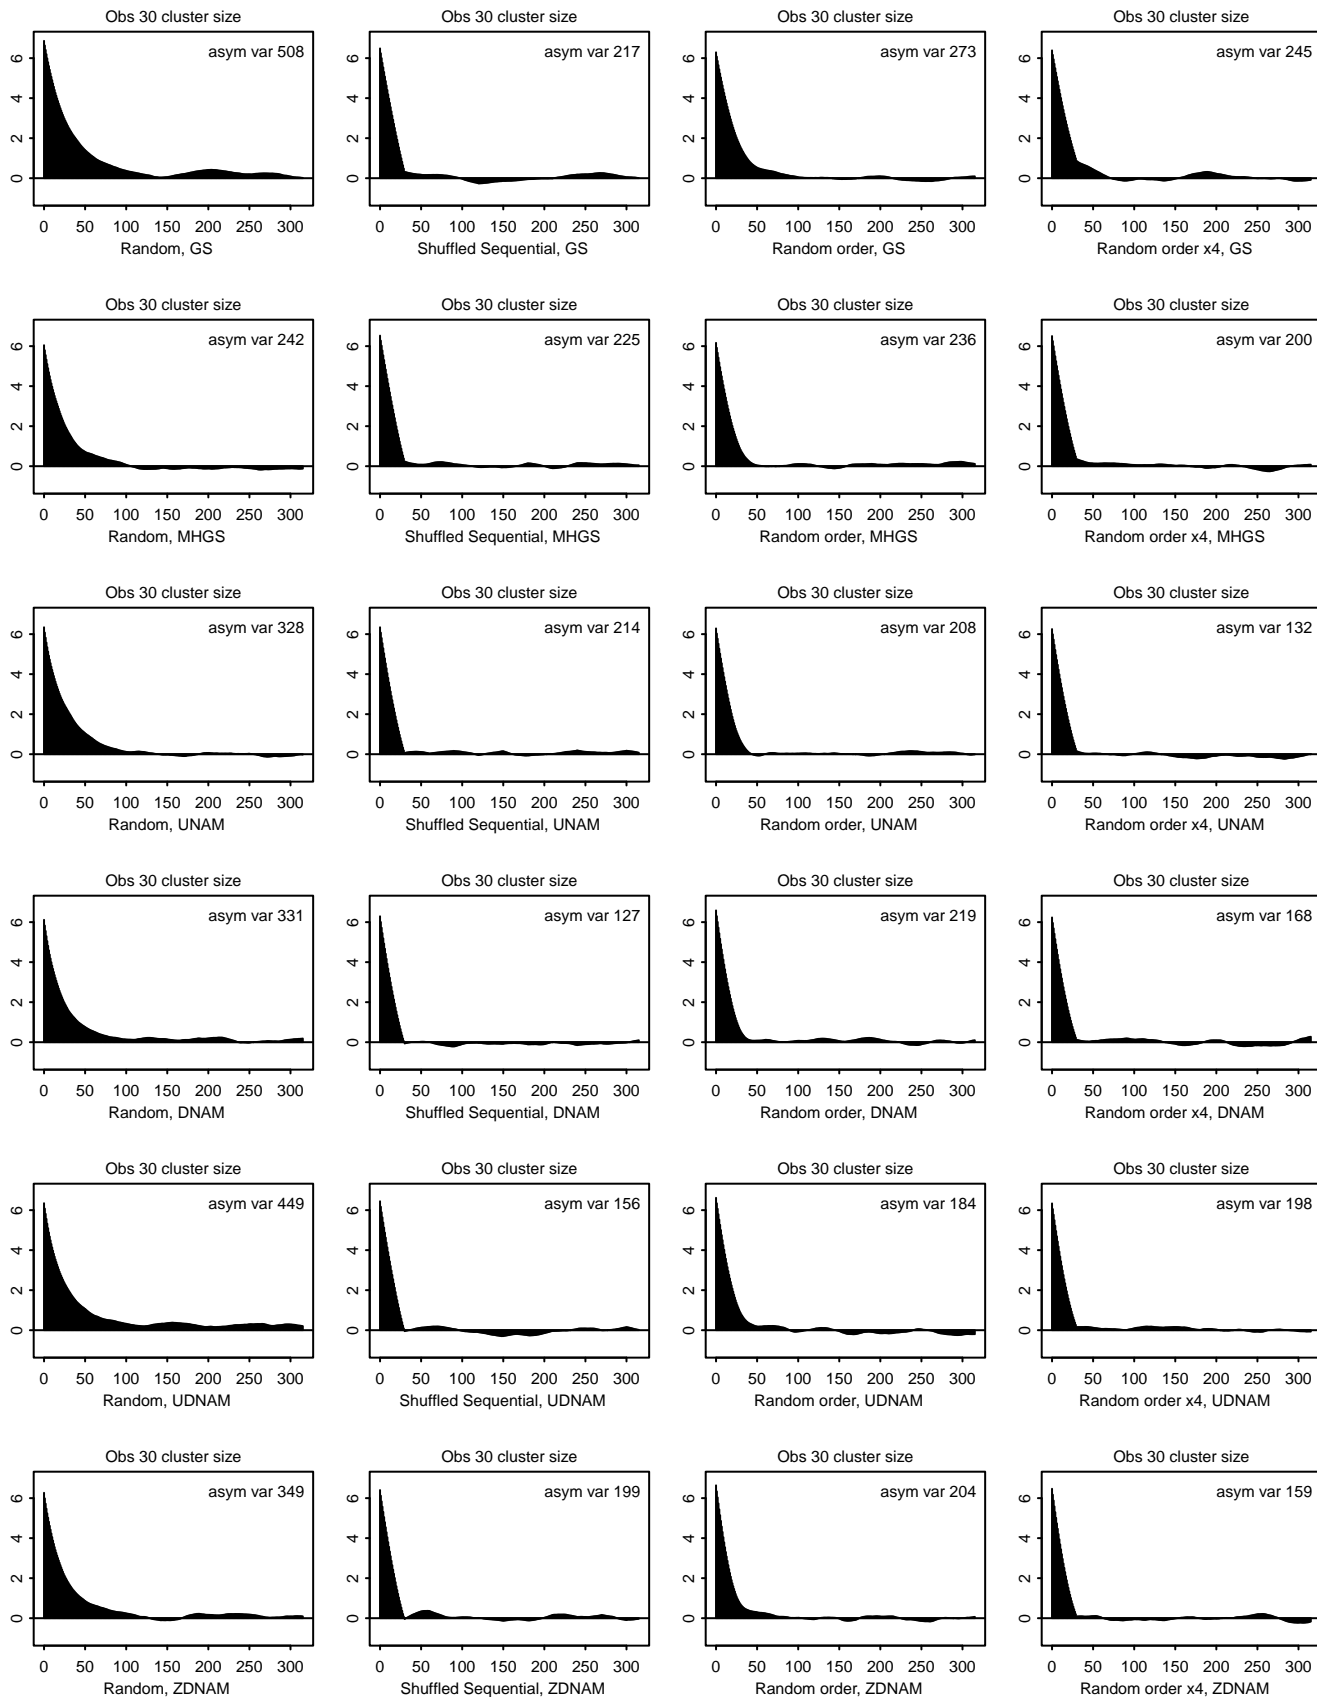 Obs 30 cluster size Obs 30 cluster size Obs 30 cluster size Obs 30 cluster size
asym var 508 asym var 217 asym var 273 asym var 245
6 6 6 6
4 4 4 4
2 2 2 2
0 0 0 0
0 50 100 150 200 250 300 0 50 100 150 200 250 300 0 50 100 150 200 250 300 0 50 100 150 200 250 300
Random, GS Shuffled Sequential, GS Random order, GS Random order x4, GS
Obs 30 cluster size Obs 30 cluster size Obs 30 cluster size Obs 30 cluster size
asym var 242 asym var 225 asym var 236 asym var 200
6 6 6 6
4 4 4 4
2 2 2 2
0 0 0 0
0 50 100 150 200 250 300 0 50 100 150 200 250 300 0 50 100 150 200 250 300 0 50 100 150 200 250 300
Random, MHGS Shuffled Sequential, MHGS Random order, MHGS Random order x4, MHGS
Obs 30 cluster size Obs 30 cluster size Obs 30 cluster size Obs 30 cluster size
asym var 328 asym var 214 asym var 208 asym var 132
6 6 6 6
4 4 4 4
2 2 2 2
0 0 0 0
0 50 100 150 200 250 300 0 50 100 150 200 250 300 0 50 100 150 200 250 300 0 50 100 150 200 250 300
Random, UNAM Shuffled Sequential, UNAM Random order, UNAM Random order x4, UNAM
Obs 30 cluster size Obs 30 cluster size Obs 30 cluster size Obs 30 cluster size
asym var 331 asym var 127 asym var 219 asym var 168
6 6 6 6
4 4 4 4
2 2 2 2
0 0 0 0
0 50 100 150 200 250 300 0 50 100 150 200 250 300 0 50 100 150 200 250 300 0 50 100 150 200 250 300
Random, DNAM Shuffled Sequential, DNAM Random order, DNAM Random order x4, DNAM
Obs 30 cluster size Obs 30 cluster size Obs 30 cluster size Obs 30 cluster size
asym var 449 asym var 156 asym var 184 asym var 198
6 6 6 6
4 4 4 4
2 2 2 2
0 0 0 0
0 50 100 150 200 250 300 0 50 100 150 200 250 300 0 50 100 150 200 250 300 0 50 100 150 200 250 300
Random, UDNAM Shuffled Sequential, UDNAM Random order, UDNAM Random order x4, UDNAM
Obs 30 cluster size Obs 30 cluster size Obs 30 cluster size Obs 30 cluster size
asym var 349 asym var 199 asym var 204 asym var 159
6 6 6 6
4 4 4 4
2 2 2 2
0 0 0 0
0 50 100 150 200 250 300 0 50 100 150 200 250 300 0 50 100 150 200 250 300 0 50 100 150 200 250 300
Random, ZDNAM Shuffled Sequential, ZDNAM Random order, ZDNAM Random order x4, ZDNAM